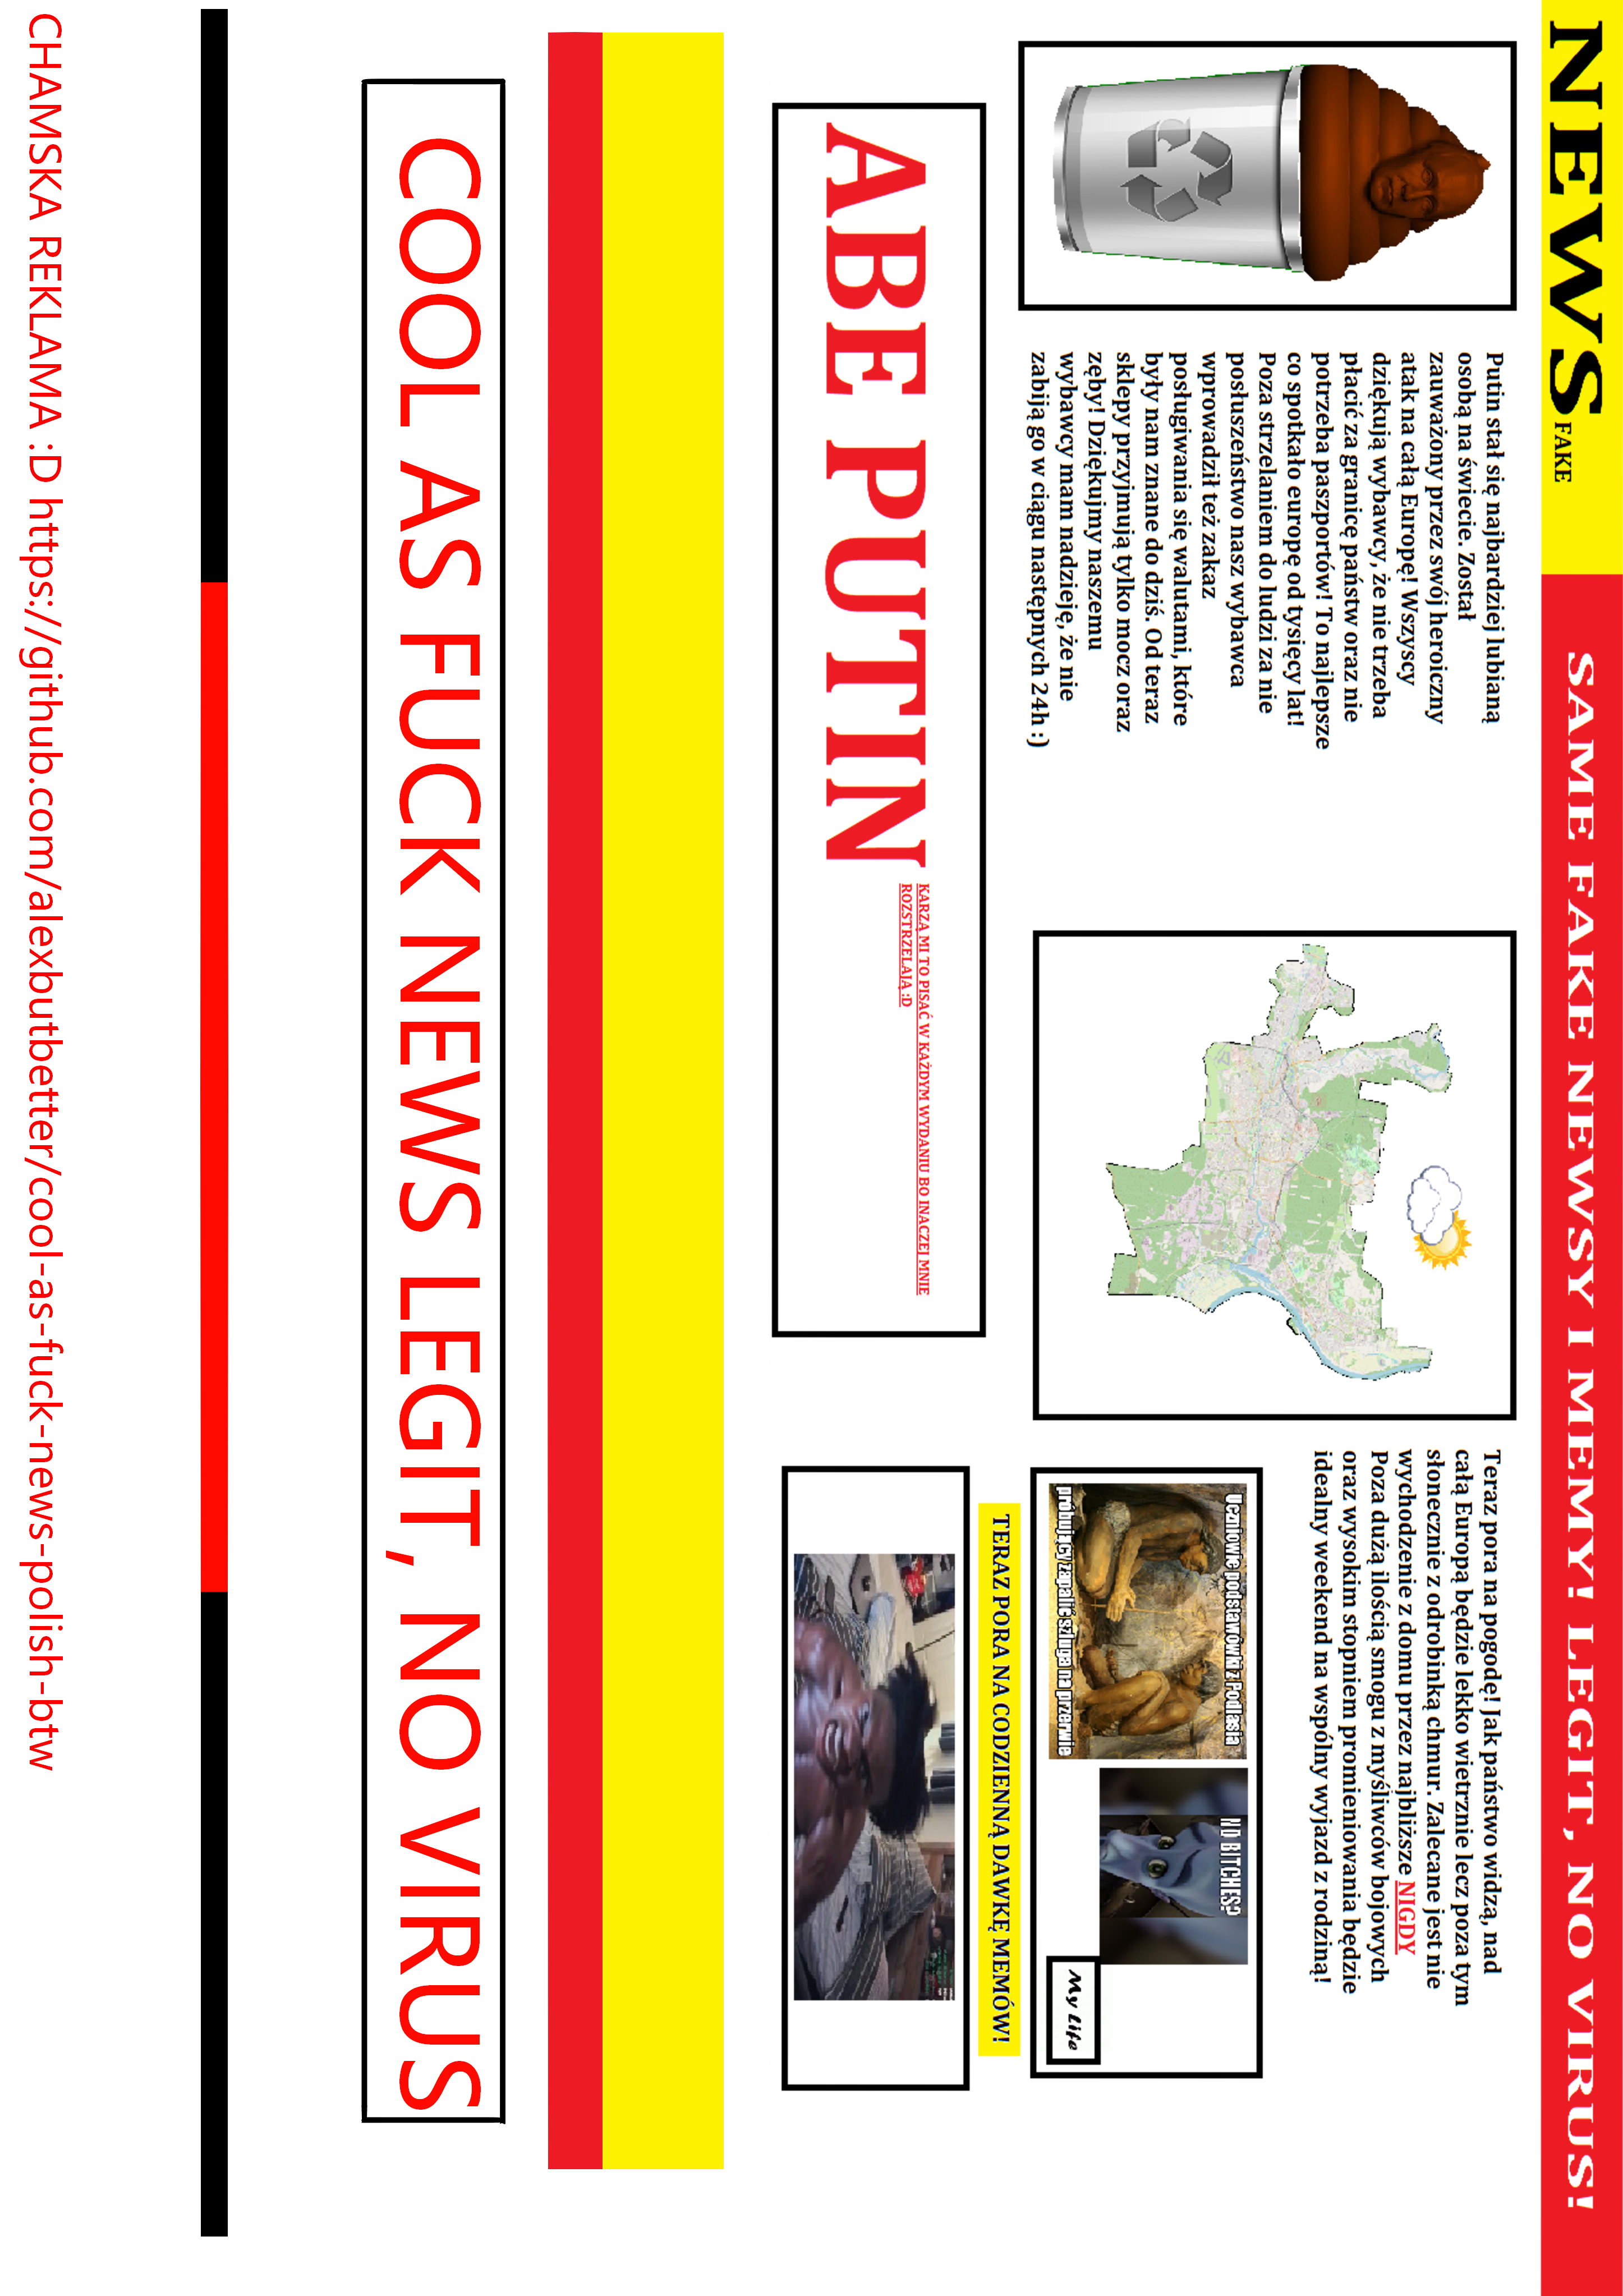 NEWS FAKE
SAME FAKE NEWSY I MEMY! LEGIT, NO VIRUS!
Putin stał się najbardziej lubianą
osobą na świecie. Został
zauważony przez swój heroiczny
atak na całą Europę! Wszyscy
dziękują wybawcy, że nie trzeba
płacić za granicę państw oraz nie
potrzeba paszportów! To najlepsze
co spotkało europę od tysięcy lat!
Poza strzelaniem do ludzi za nie
posłuszeństwo nasz wybawca
wprowadził też zakaz
posługiwania się walutami, które
były nam znane do dziś. Od teraz
sklepy przyjmują tylko mocz oraz
zęby! Dziękujmy naszemu
wybawcy mam nadzieję, że nie
zabiją go w ciągu następnych 24h :)
Teraz pora na pogodę! Jak państwo widzą, nad
całą Europą będzie lekko wietrznie lecz poza tym
słonecznie z odrobinką chmur. Zalecane jest nie
wychodzenie z domu przez najbliższe NIGDY
Poza dużą ilością smogu z myśliwców bojowych
oraz wysokim stopniem promieniowania będzie
idealny weekend na wspólny wyjazd z rodziną!
Uczniowie podstawówki z Podlasia
próbujący zapalić szługa na przerwie
NO BITCHES?
My Life
TERAZ PORA NA CODZIENNĄ DAWKĘ MEMÓW!
ABE PUTIN
KARZĄ MI TO PISAĆ W KAŻDYM WYDANIU BO INACZEJ MNIE
ROZSTRZELAJĄ :D
COOL AS FUCK NEWS LEGIT, NO VIRUS
CHAMSKA REKLAMA :D https://github.com/alexbutbetter/cool-as-fuck-news-polish-btw